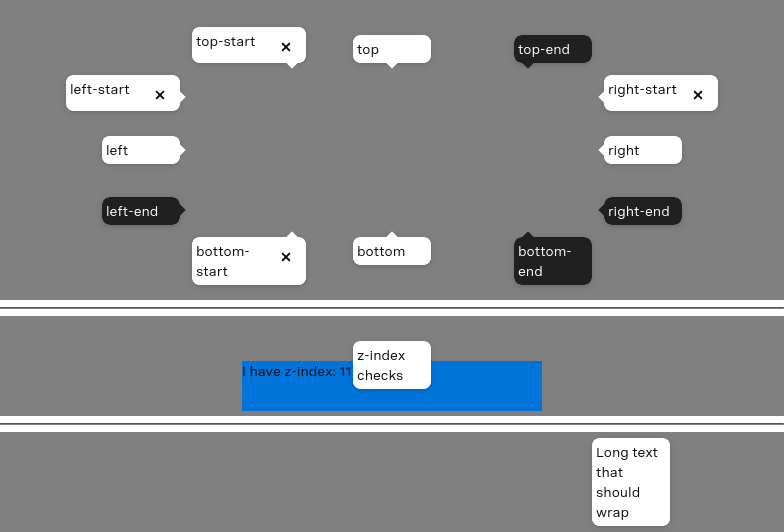 top-start ×
top
top-end
left-start ×
right-start ×
left
right
left-end
right-end
bottom-
start ×
bottom
bottom-
end
z-index
checks
I have z-index: 11
Long text
that
should
wrap